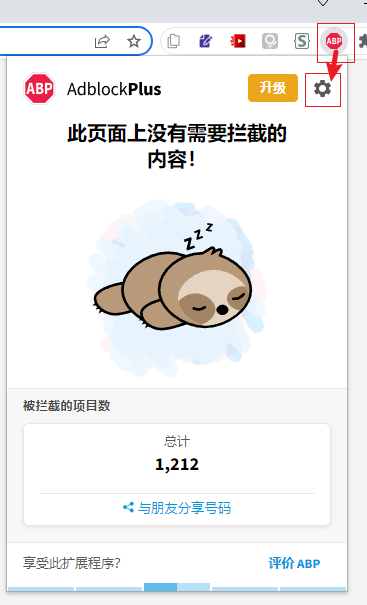 ABP
ABP AdblockPlus 升级
此页面上没有需要拦截的
内容！
z z z
被拦截的项目数
总计
1,212
与朋友分享号码
享受此扩展程序？ 评价 ABP